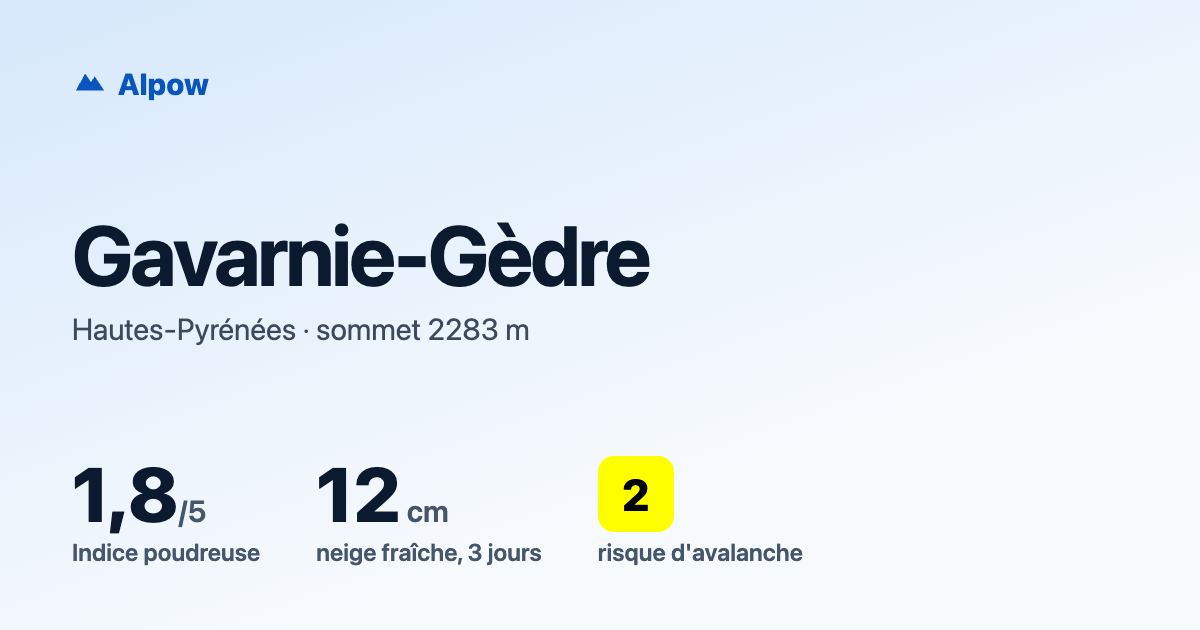 Alpow
Gavarnie-Gèdre
Hautes-Pyrénées · sommet 2283 m
1,8/5
Indice poudreuse
12 cm
neige fraîche, 3 jours
2
risque d'avalanche